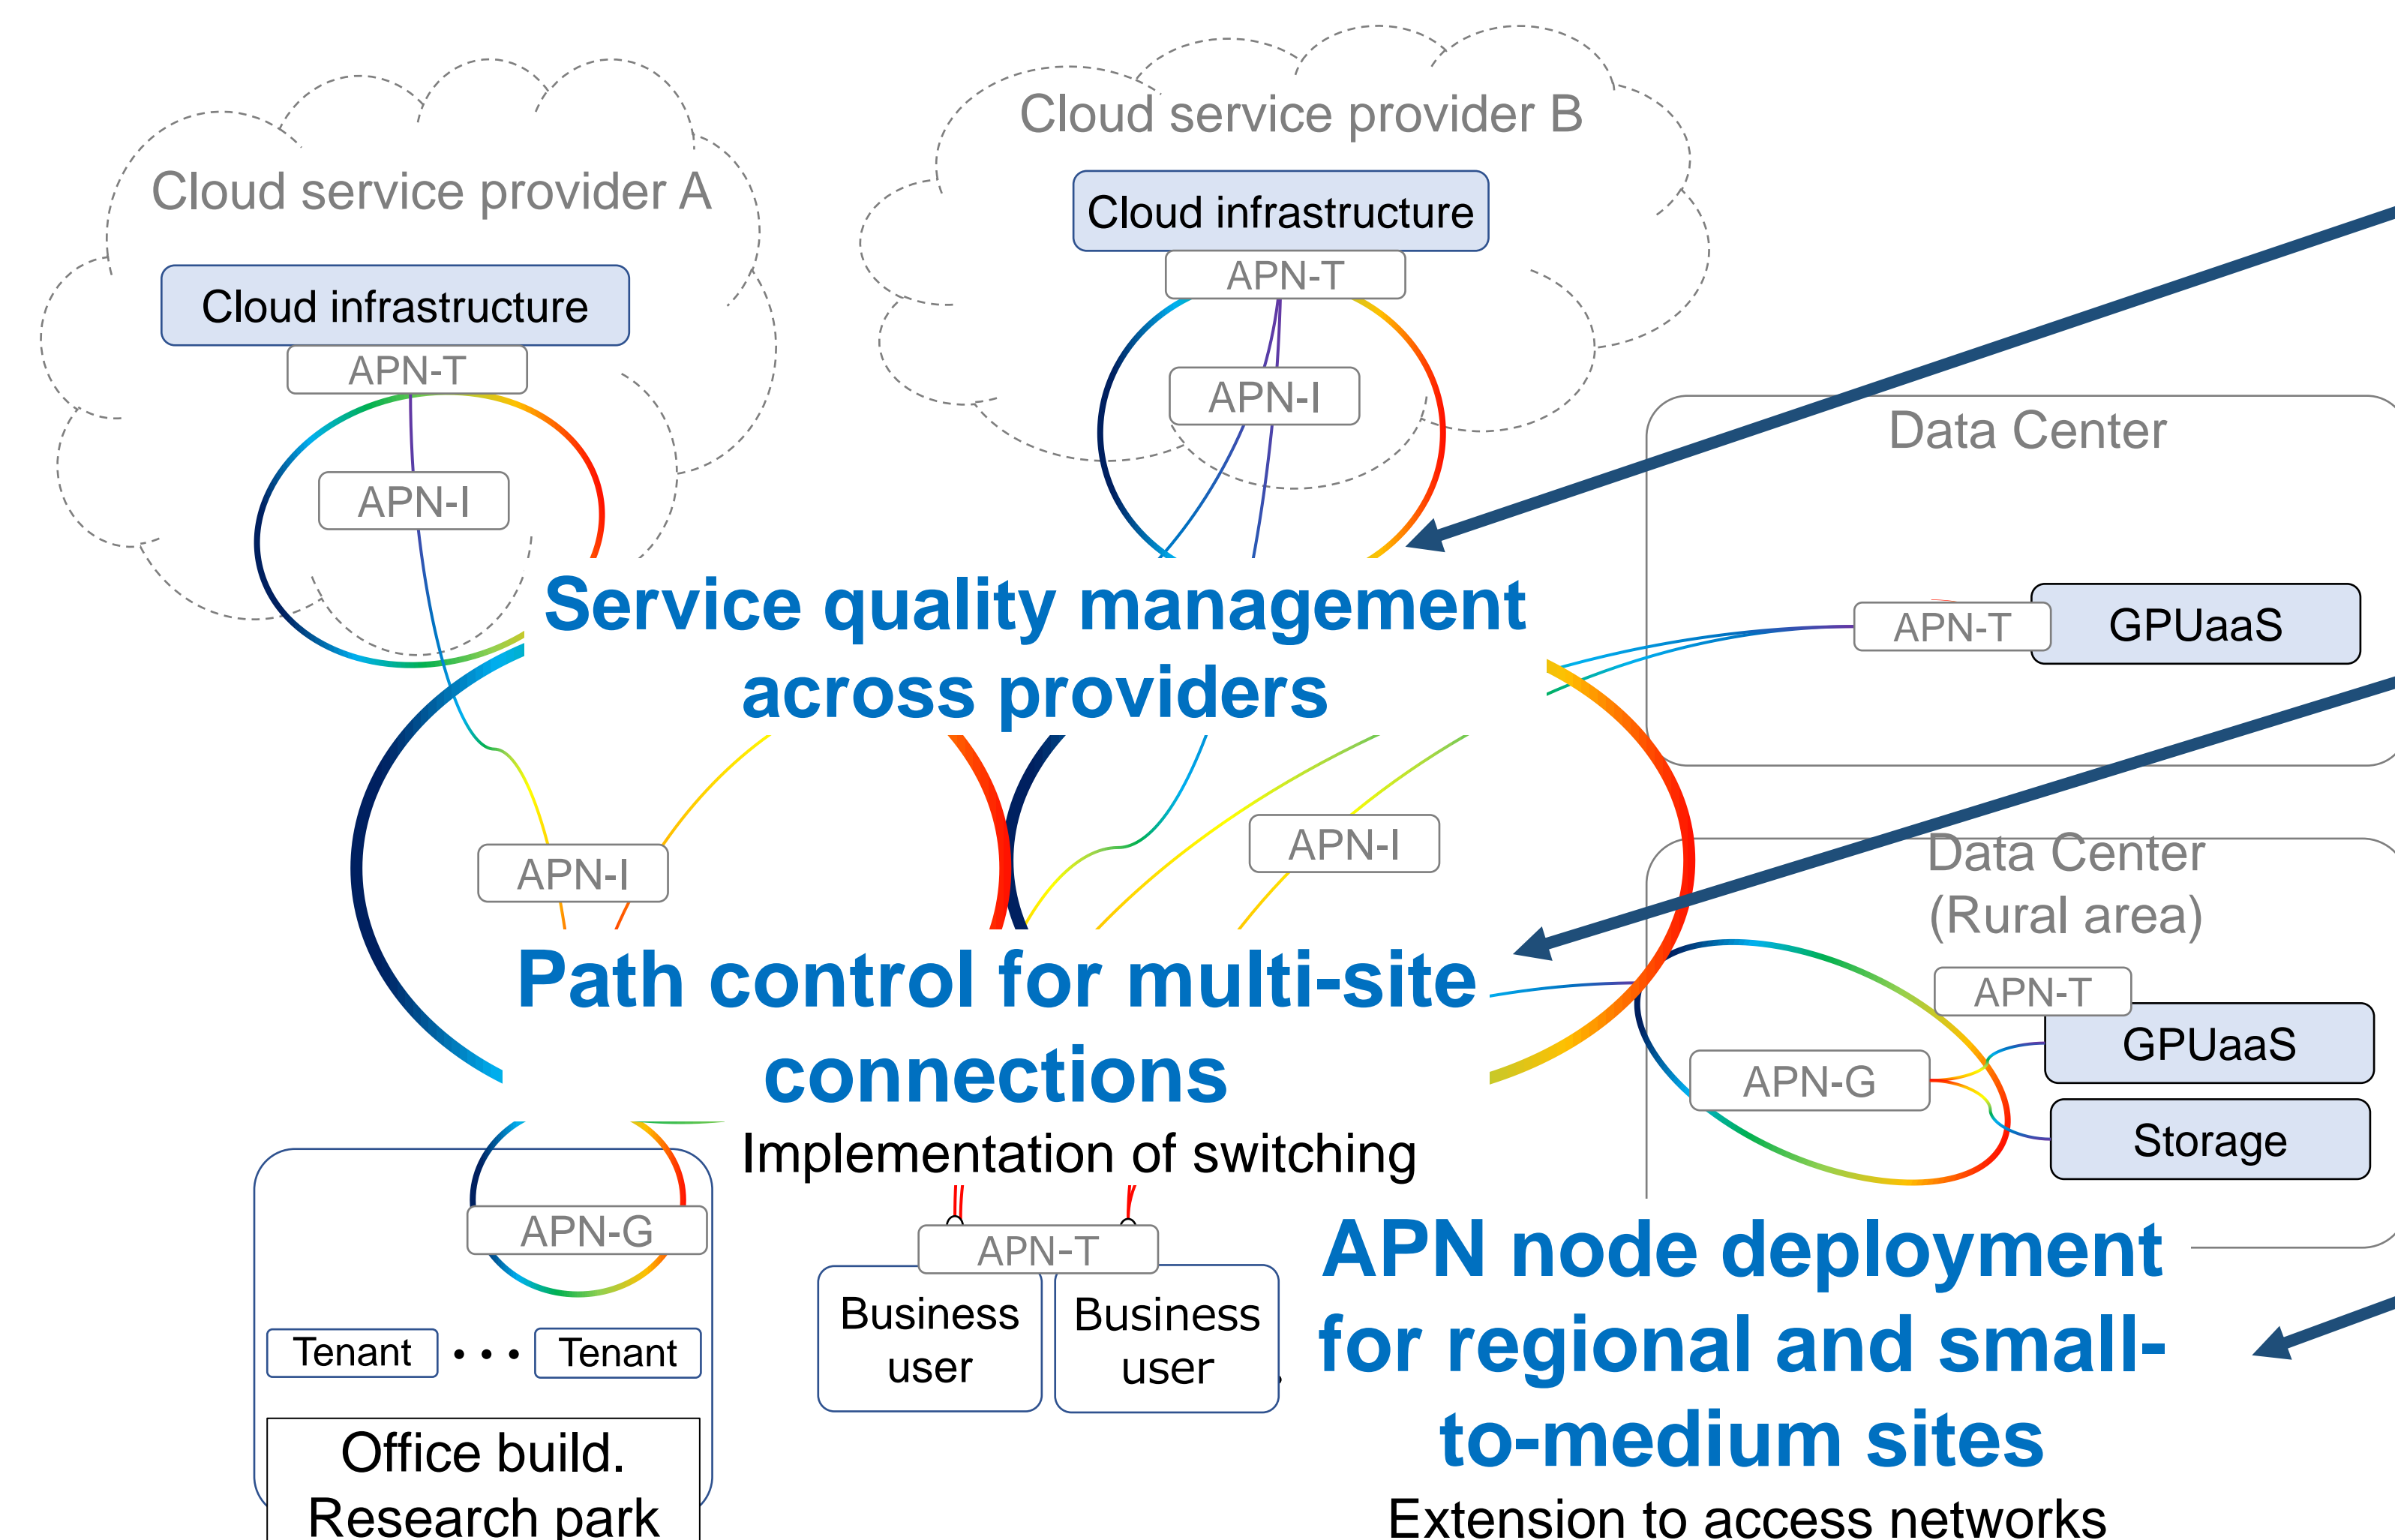 Cloud service provider A
Cloud infrastructure
APN-T
APN-I
Cloud service provider B
Cloud infrastructure
APN-T
APN-I
Data Center
APN-T
GPUaaS
Service quality management
across providers
APN-I
APN-I
Data Center
(Rural area)
APN-T
GPUaaS
APN-G
Storage
Path control for multi-site
connections
Implementation of switching
APN-G
Tenant • • • Tenant
Office build.
Research park
APN-T
Business
user
Business
user
APN node deployment
for regional and small-
to-medium sites
Extension to access networks